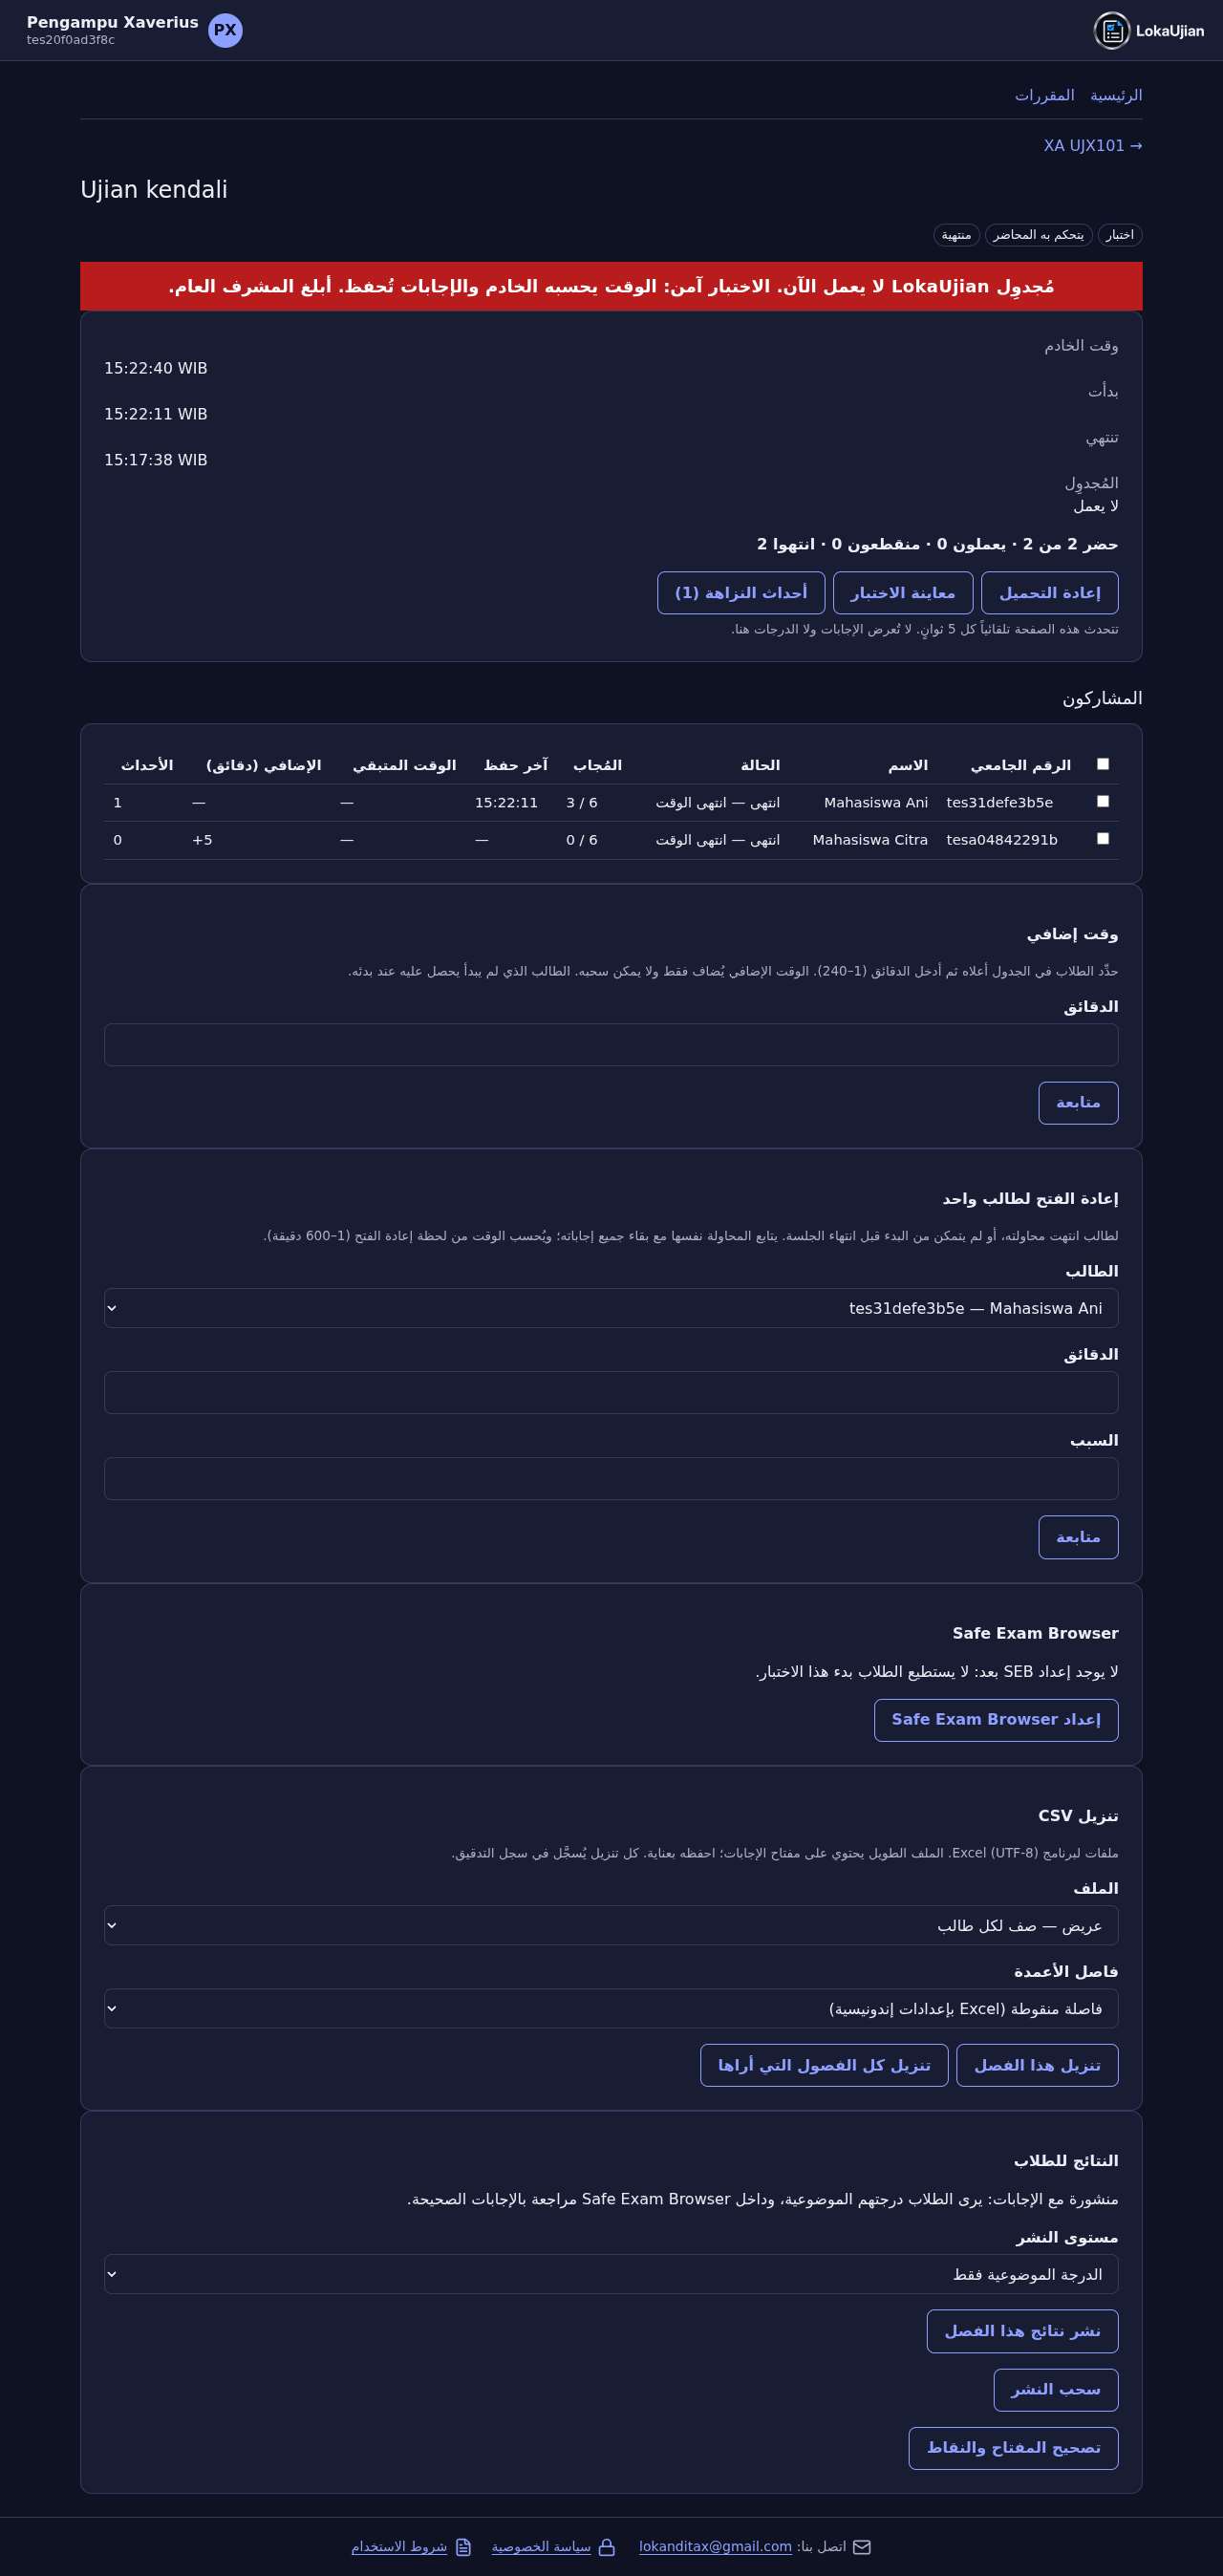 LokaUjian
Pengampu Xaverius
tes20f0ad3f8c
PX
الرئيسية المقررات
→ XA UJX101
Ujian kendali
اختبار يتحكم به المحاضر منتهية
مُجدوِل LokaUjian لا يعمل الآن. الاختبار آمن: الوقت يحسبه الخادم والإجابات تُحفظ. أبلغ المشرف العام.
وقت الخادم
15:22:40 WIB
بدأت
15:22:11 WIB
تنتهي
15:17:38 WIB
المُجدوِل
لا يعمل
حضر 2 من 2 · يعملون 0 · منقطعون 0 · انتهوا 2
إعادة التحميل معاينة الاختبار أحداث النزاهة (1)
تتحدث هذه الصفحة تلقائياً كل 5 ثوانٍ. لا تُعرض الإجابات ولا الدرجات هنا.
المشاركون
الرقم الجامعي الاسم الحالة المُجاب آخر حفظ الوقت المتبقي الإضافي (دقائق) الأحداث
tes31defe3b5e Mahasiswa Ani انتهى — انتهى الوقت 3 / 6 15:22:11 — — 1
tesa04842291b Mahasiswa Citra انتهى — انتهى الوقت 0 / 6 — — +5 0
وقت إضافي
حدِّد الطلاب في الجدول أعلاه ثم أدخل الدقائق (1–240). الوقت الإضافي يُضاف فقط ولا يمكن سحبه. الطالب الذي لم يبدأ يحصل عليه عند بدئه.
الدقائق
متابعة
إعادة الفتح لطالب واحد
لطالب انتهت محاولته، أو لم يتمكن من البدء قبل انتهاء الجلسة. يتابع المحاولة نفسها مع بقاء جميع إجاباته؛ ويُحسب الوقت من لحظة إعادة الفتح (1–600 دقيقة).
الطالب
tes31defe3b5e — Mahasiswa Ani
الدقائق
السبب
متابعة
Safe Exam Browser
لا يوجد إعداد SEB بعد: لا يستطيع الطلاب بدء هذا الاختبار.
إعداد Safe Exam Browser
تنزيل CSV
ملفات لبرنامج Excel (UTF-8). الملف الطويل يحتوي على مفتاح الإجابات؛ احفظه بعناية. كل تنزيل يُسجَّل في سجل التدقيق.
الملف
عريض — صف لكل طالب
فاصل الأعمدة
فاصلة منقوطة (Excel بإعدادات إندونيسية)
تنزيل هذا الفصل تنزيل كل الفصول التي أراها
النتائج للطلاب
منشورة مع الإجابات: يرى الطلاب درجتهم الموضوعية، وداخل Safe Exam Browser مراجعة بالإجابات الصحيحة.
مستوى النشر
الدرجة الموضوعية فقط
نشر نتائج هذا الفصل
سحب النشر
تصحيح المفتاح والنقاط
اتصل بنا: lokanditax@gmail.com سياسة الخصوصية شروط الاستخدام